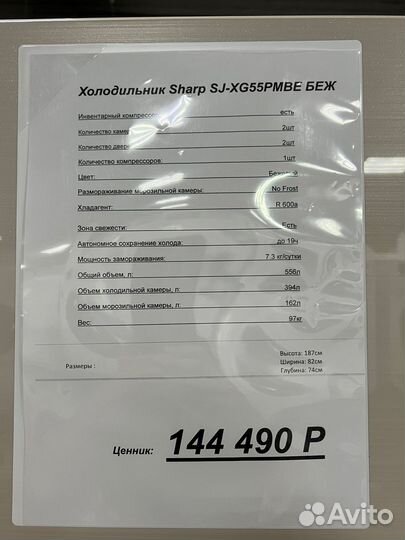 Холодильник Sharp SJ-XG55PMBE БЕЖ
Инвентарный компрессор: есть
Количество камер 2шт
Количество двер 2шт
Количество компрессоров: 1шт
Цвет: Бежевый
Размораживание морозильной камеры: No Frost
Хладагент: R 600a
Зона свежести: Есть
Автономное сохранение холода: до 19ч
Мощность замораживания: 7.3 кг/сутки
Общий объем, л: 556л
Объем холодильной камеры, л: 394л
Объем морозильной камеры, л: 162л
Вес: 97кг
Высота: 187см
Размеры : Ширина: 82см
Глубина: 74см
Ценник: 144 490 Р
Avito